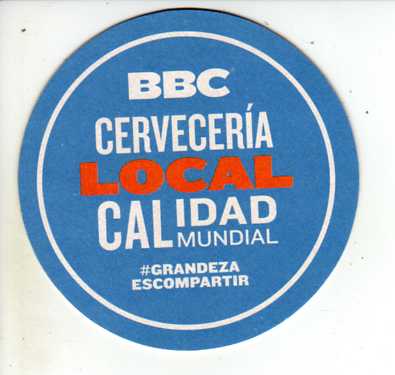 BBC
CERVECERÍA
LOCAL
CALIDAD
MUNDIAL
#GRANDEZA
ESCOMPARTIR